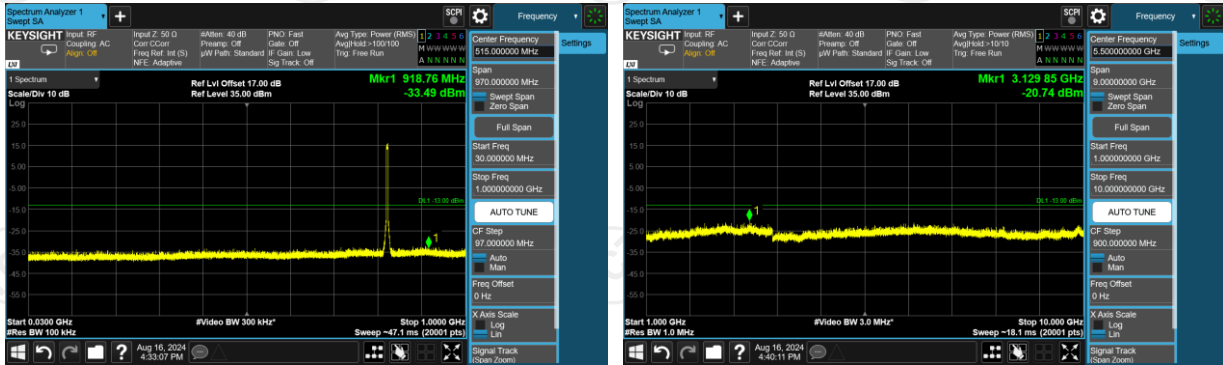 Spectrum Analyzer 1
Swept SA
+
SCPI
Frequency
KEYSIGHT
Input: RF
Coupling: AC
Align: Off
Input Z: 50 Ω
Corr CCorr
Freq Ref: Int (S)
NFE: Adaptive
#Atten: 40 dB
Preamp: Off
µW Path: Standard
PNO: Fast
Gate: Off
IF Gain: Low
Sig Track: Off
Avg Type: Power (RMS)
Avg|Hold:>100/100
Trig: Free Run
1 2 3 4 5 6
M W W W W W
A N N N N N
LXI
1 Spectrum
Scale/Div 10 dB
Log
Ref Lvl Offset 17.00 dB
Ref Level 35.00 dBm
Mkr1 918.76 MHz
-33.49 dBm
25.0
15.0
5.00
-5.00
-15.0
-25.0
-35.0
-45.0
-55.0
DL1 -13.00 dBm
1
Start 0.0300 GHz
#Res BW 100 kHz
#Video BW 300 kHz*
Stop 1.0000 GHz
Sweep ~47.1 ms (20001 pts)
Center Frequency
515.000000 MHz
Settings
Span
970.000000 MHz
Swept Span
Zero Span
Full Span
Start Freq
30.000000 MHz
Stop Freq
1.000000000 GHz
AUTO TUNE
CF Step
97.000000 MHz
Auto
Man
Freq Offset
0 Hz
X Axis Scale
Log
Lin
Signal Track
(Span Zoom)
?
Aug 16, 2024
4:33:07 PM
Spectrum Analyzer 1
Swept SA
+
SCPI
Frequency
KEYSIGHT
Input: RF
Coupling: AC
Align: Off
Input Z: 50 Ω
Corr CCorr
Freq Ref: Int (S)
NFE: Adaptive
#Atten: 40 dB
Preamp: Off
µW Path: Standard
PNO: Fast
Gate: Off
IF Gain: Low
Sig Track: Off
Avg Type: Power (RMS)
Avg|Hold:>10/10
Trig: Free Run
1 2 3 4 5 6
M W W W W W
A N N N N N
LXI
1 Spectrum
Scale/Div 10 dB
Log
Ref Lvl Offset 17.00 dB
Ref Level 35.00 dBm
Mkr1 3.129 85 GHz
-20.74 dBm
25.0
15.0
5.00
-5.00
-15.0
-25.0
-35.0
-45.0
-55.0
DL1 -13.00 dBm
1
Start 1.000 GHz
#Res BW 1.0 MHz
#Video BW 3.0 MHz*
Stop 10.000 GHz
Sweep ~18.1 ms (20001 pts)
Center Frequency
5.500000000 GHz
Settings
Span
9.00000000 GHz
Swept Span
Zero Span
Full Span
Start Freq
1.000000000 GHz
Stop Freq
10.000000000 GHz
AUTO TUNE
CF Step
900.000000 MHz
Auto
Man
Freq Offset
0 Hz
X Axis Scale
Log
Lin
Signal Track
(Span Zoom)
?
Aug 16, 2024
4:40:11 PM